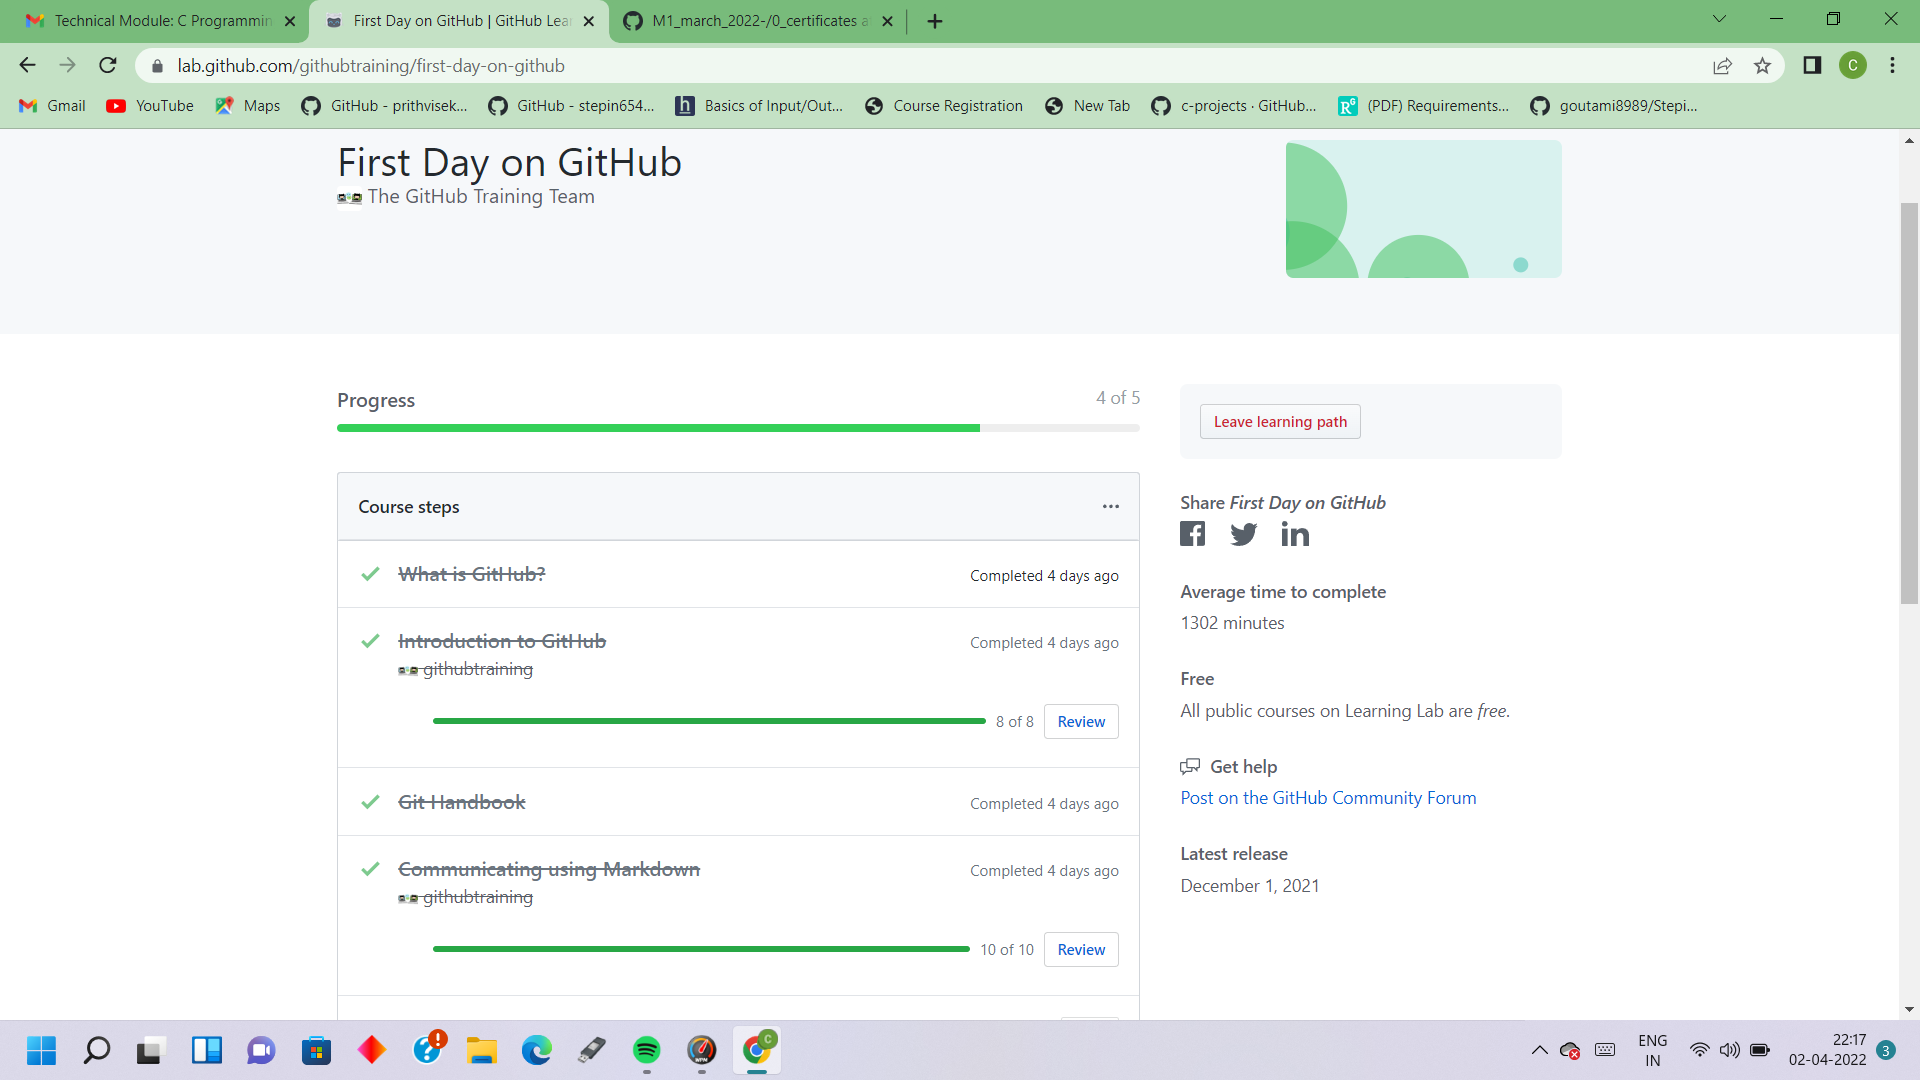 Technical Module: C Programmin
First Day on GitHub | GitHub Lea
M1_march_2022-/0_certificates a
lab.github.com/githubtraining/first-day-on-github
C
Gmail
YouTube
Maps
GitHub - prithvisek...
GitHub - stepin654...
Basics of Input/Out...
Course Registration
New Tab
c-projects · GitHub...
(PDF) Requirements...
goutami8989/Stepi...
First Day on GitHub
The GitHub Training Team
Progress
4 of 5
Leave learning path
Course steps
Share First Day on GitHub
What is GitHub?
Completed 4 days ago
Average time to complete
1302 minutes
Introduction to GitHub
Completed 4 days ago
githubtraining
8 of 8
Review
Free
All public courses on Learning Lab are free.
Get help
Post on the GitHub Community Forum
Git Handbook
Completed 4 days ago
Communicating using Markdown
Completed 4 days ago
githubtraining
10 of 10
Review
Latest release
December 1, 2021
ENG
IN
22:17
02-04-2022
3